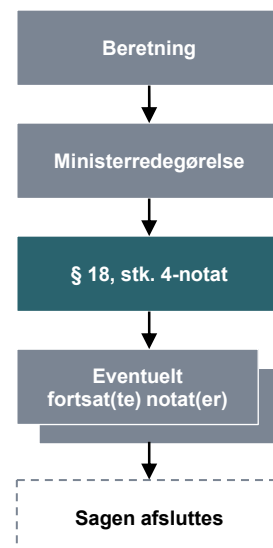 Beretning
Ministerredegørelse
§ 18, stk. 4-notat
Eventuelt
fortsat(te) notat(er)
Sagen afsluttes